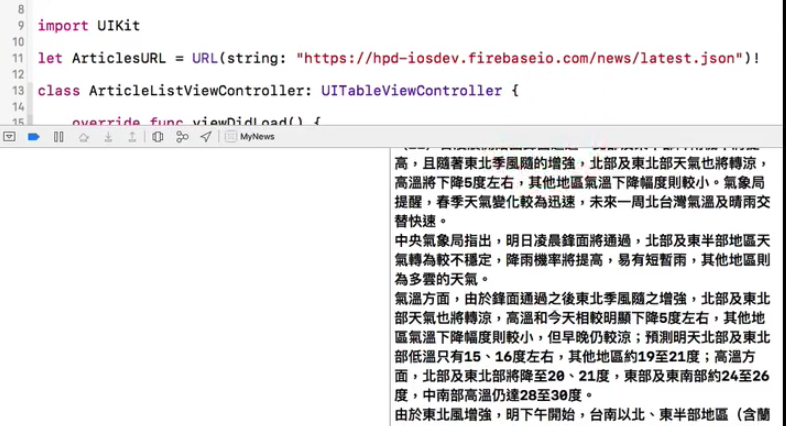 8
9 import UIKit
10
11 let ArticlesURL = URL(string: "https://hpd-iosdev.firebaseio.com/news/latest.json")!
12
13 class ArticleListViewController: UITableViewController {
14
15 override func viewDidLoad() {
MyNews
高，且隨著東北季風隨的增強，北部及東北部天氣也將轉涼，
高溫將下降5度左右，其他地區氣溫下降幅度則較小。氣象局
提醒，春季天氣變化較為迅速，未來一周北台灣氣溫及晴雨交
替快速。
中央氣象局指出，明日凌晨鋒面將通過，北部及東半部地區天
氣轉為較不穩定，降雨機率將提高，易有短暫雨，其他地區則
為多雲的天氣。
氣溫方面，由於鋒面通過之後東北季風隨之增強，北部及東北
部天氣也將轉涼，高溫和今天相較明顯下降5度左右，其他地
區氣溫下降幅度則較小，但早晚仍較涼；預測明天北部及東北
部低溫只有15、16度左右，其他地區約19至21度；高溫方
面，北部及東北部將降至20、21度，東部及東南部約24至26
度，中南部高溫仍達28至30度。
由於東北風增強，明下午開始，台南以北、東半部地區（含蘭